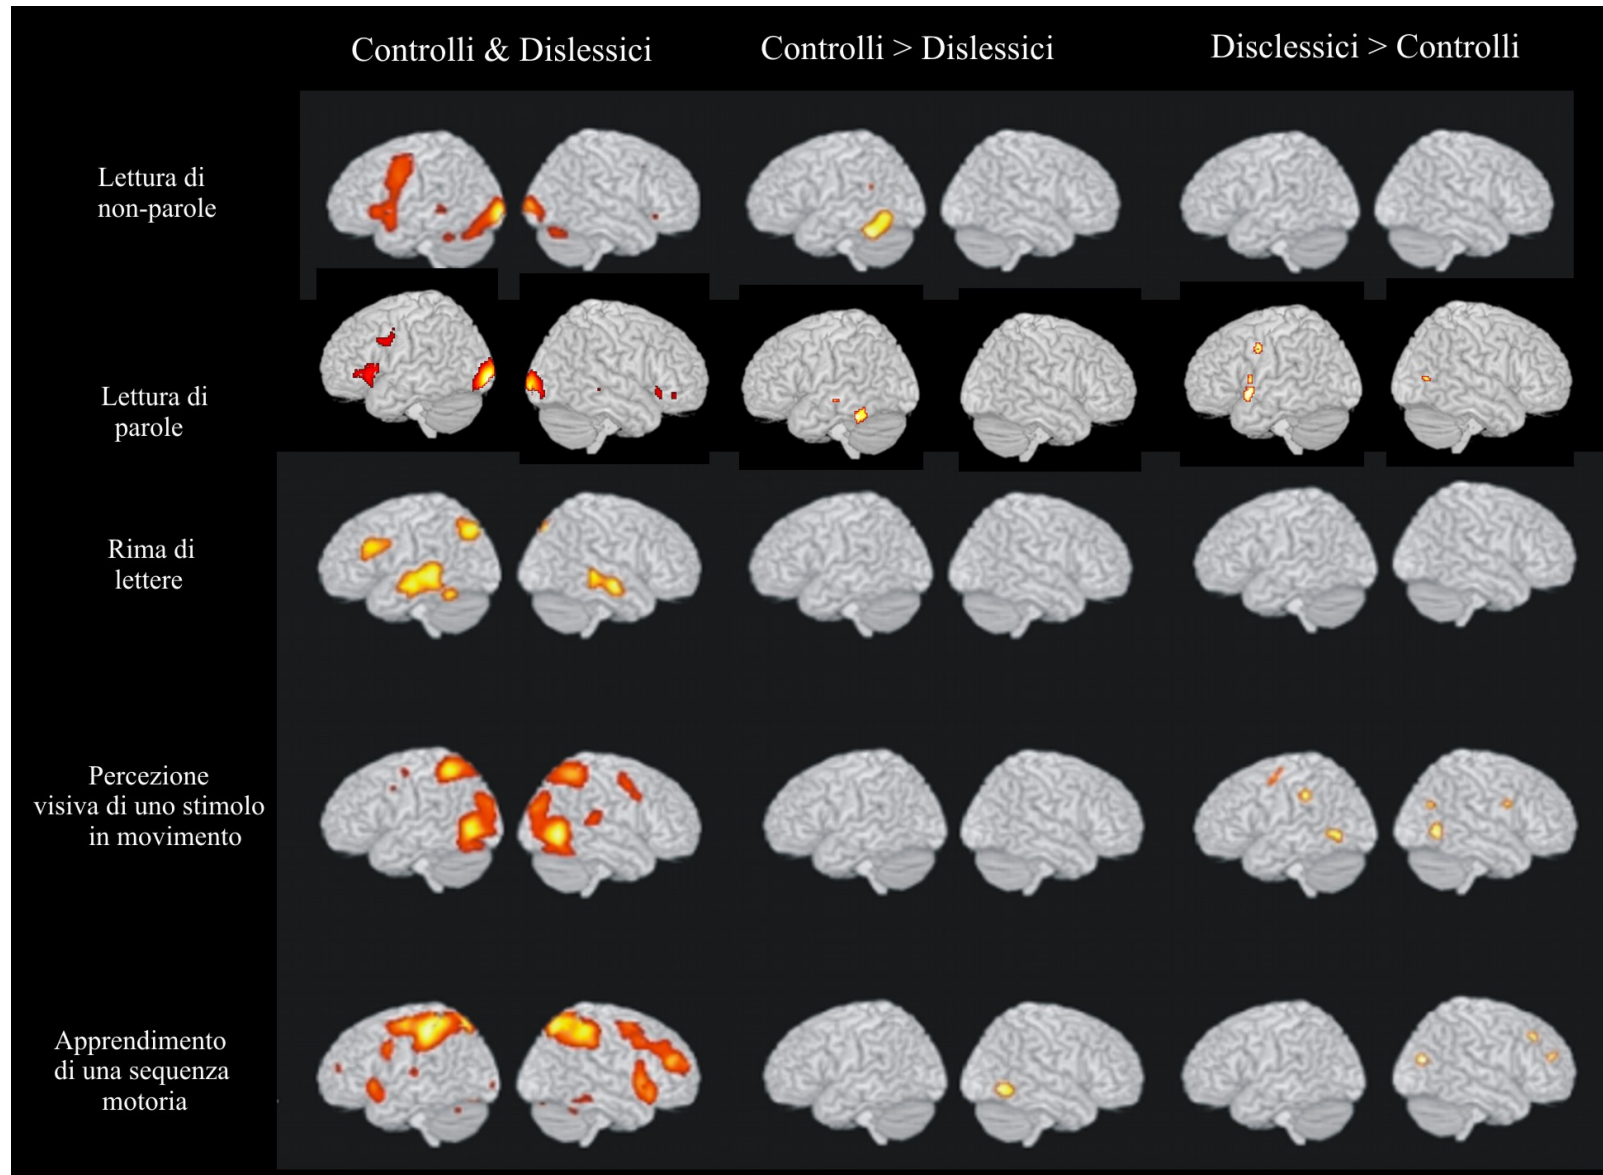 Controlli & Dislessici
Controlli > Dislessici
Disclessici > Controlli
Lettura di
non-parole
Lettura di
parole
Rima di
lettere
Percezione
visiva di uno stimolo
in movimento
Apprendimento
di una sequenza
motoria